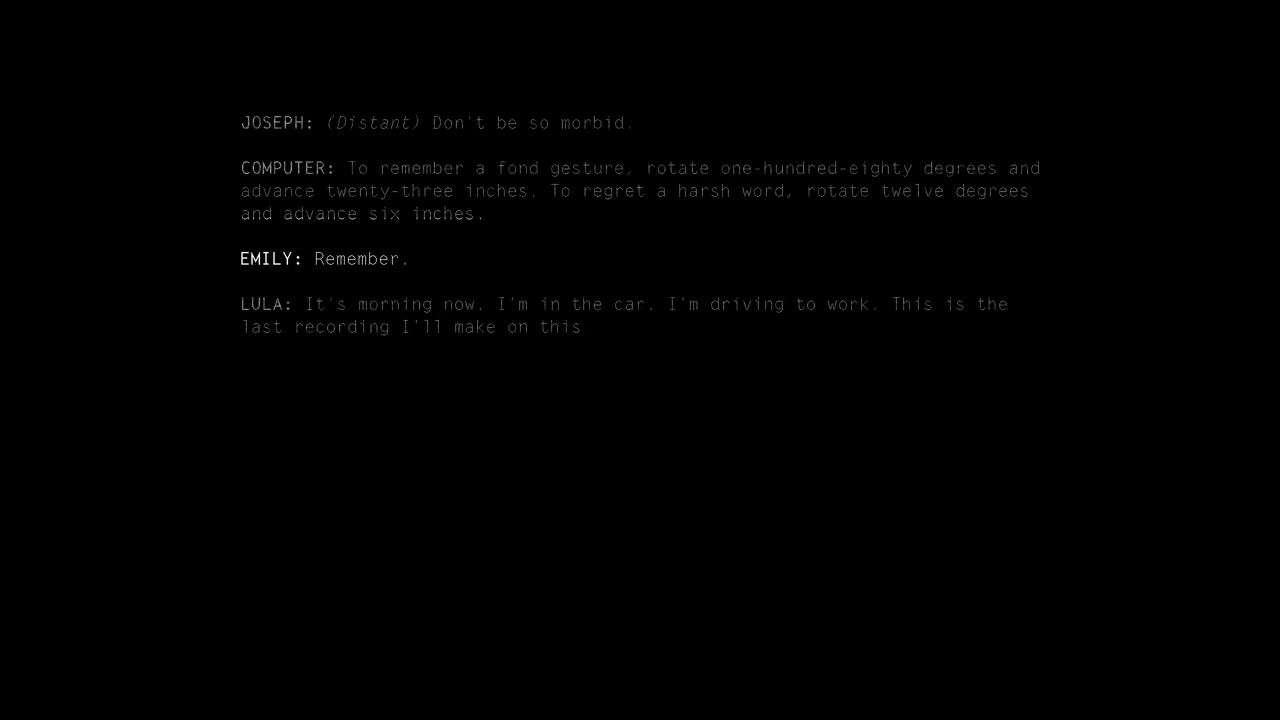 JOSEPH: (Distant) Don't be so morbid.
COMPUTER: To remember a fond gesture, rotate one-hundred-eighty degrees and
advance twenty-three inches. To regret a harsh word, rotate twelve degrees
and advance six inches.
EMILY: Remember.
LULA: It's morning now. I'm in the car. I'm driving to work. This is the
last recording I'll make on this